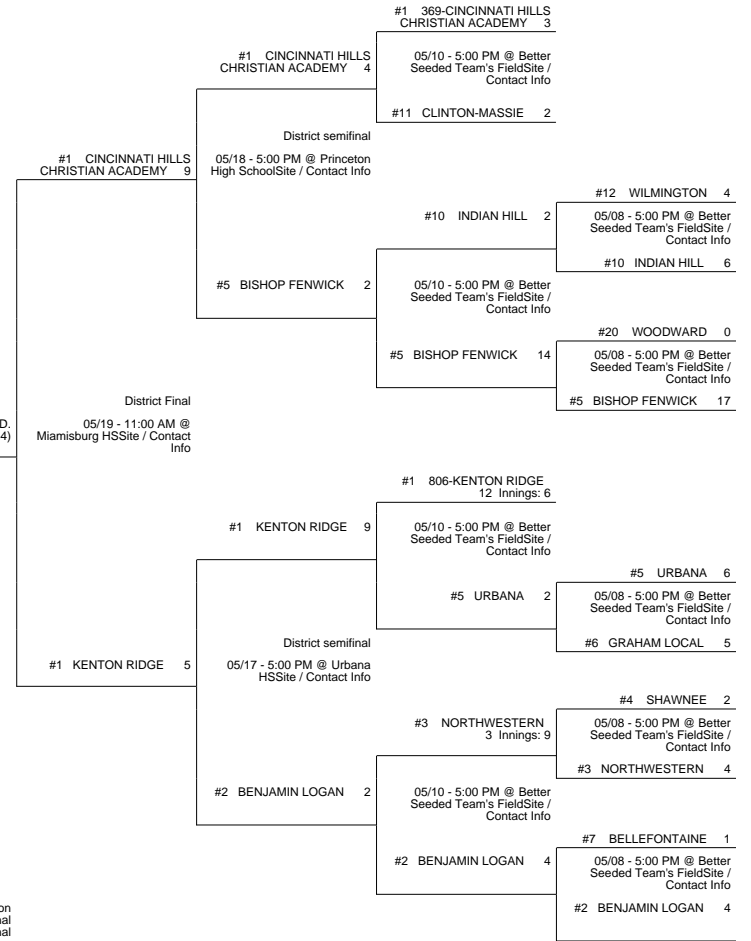 #1 369-CINCINNATI HILLS
CHRISTIAN ACADEMY 3
#1 CINCINNATI HILLS
CHRISTIAN ACADEMY 4
05/10 - 5:00 PM @ Better
Seeded Team's FieldSite /
Contact Info
#11 CLINTON-MASSIE 2
District semifinal
05/18 - 5:00 PM @ Princeton
High SchoolSite / Contact Info
#1 CINCINNATI HILLS
CHRISTIAN ACADEMY 9
#12 WILMINGTON 4
#10 INDIAN HILL 2
05/08 - 5:00 PM @ Better
Seeded Team's FieldSite /
Contact Info
#10 INDIAN HILL 6
#5 BISHOP FENWICK 2
05/10 - 5:00 PM @ Better
Seeded Team's FieldSite /
Contact Info
#20 WOODWARD 0
#5 BISHOP FENWICK 14
05/08 - 5:00 PM @ Better
Seeded Team's FieldSite /
Contact Info
#5 BISHOP FENWICK 17
District Final
05/19 - 11:00 AM @
Miamisburg HSSite / Contact
Info
D.
4)
#1 806-KENTON RIDGE
12 Innings: 6
#1 KENTON RIDGE 9
05/10 - 5:00 PM @ Better
Seeded Team's FieldSite /
Contact Info
#5 URBANA 6
#5 URBANA 2
05/08 - 5:00 PM @ Better
Seeded Team's FieldSite /
Contact Info
#6 GRAHAM LOCAL 5
District semifinal
05/17 - 5:00 PM @ Urbana
HSSite / Contact Info
#1 KENTON RIDGE 5
#4 SHAWNEE 2
#3 NORTHWESTERN
3 Innings: 9
05/08 - 5:00 PM @ Better
Seeded Team's FieldSite /
Contact Info
#3 NORTHWESTERN 4
#2 BENJAMIN LOGAN 2
05/10 - 5:00 PM @ Better
Seeded Team's FieldSite /
Contact Info
#7 BELLEFONTAINE 1
#2 BENJAMIN LOGAN 4
05/08 - 5:00 PM @ Better
Seeded Team's FieldSite /
Contact Info
#2 BENJAMIN LOGAN 4
on
nal
nal